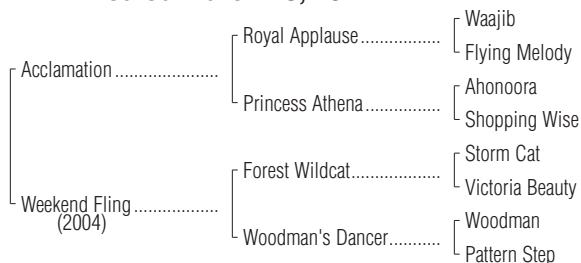 Waajib
Royal Applause
Flying Melody
Acclamation
Ahonoora
Princess Athena
Shopping Wise
Storm Cat
Forest Wildcat
Victoria Beauty
Weekend Fling
(2004)
Woodman
Woodman's Dancer
Pattern Step